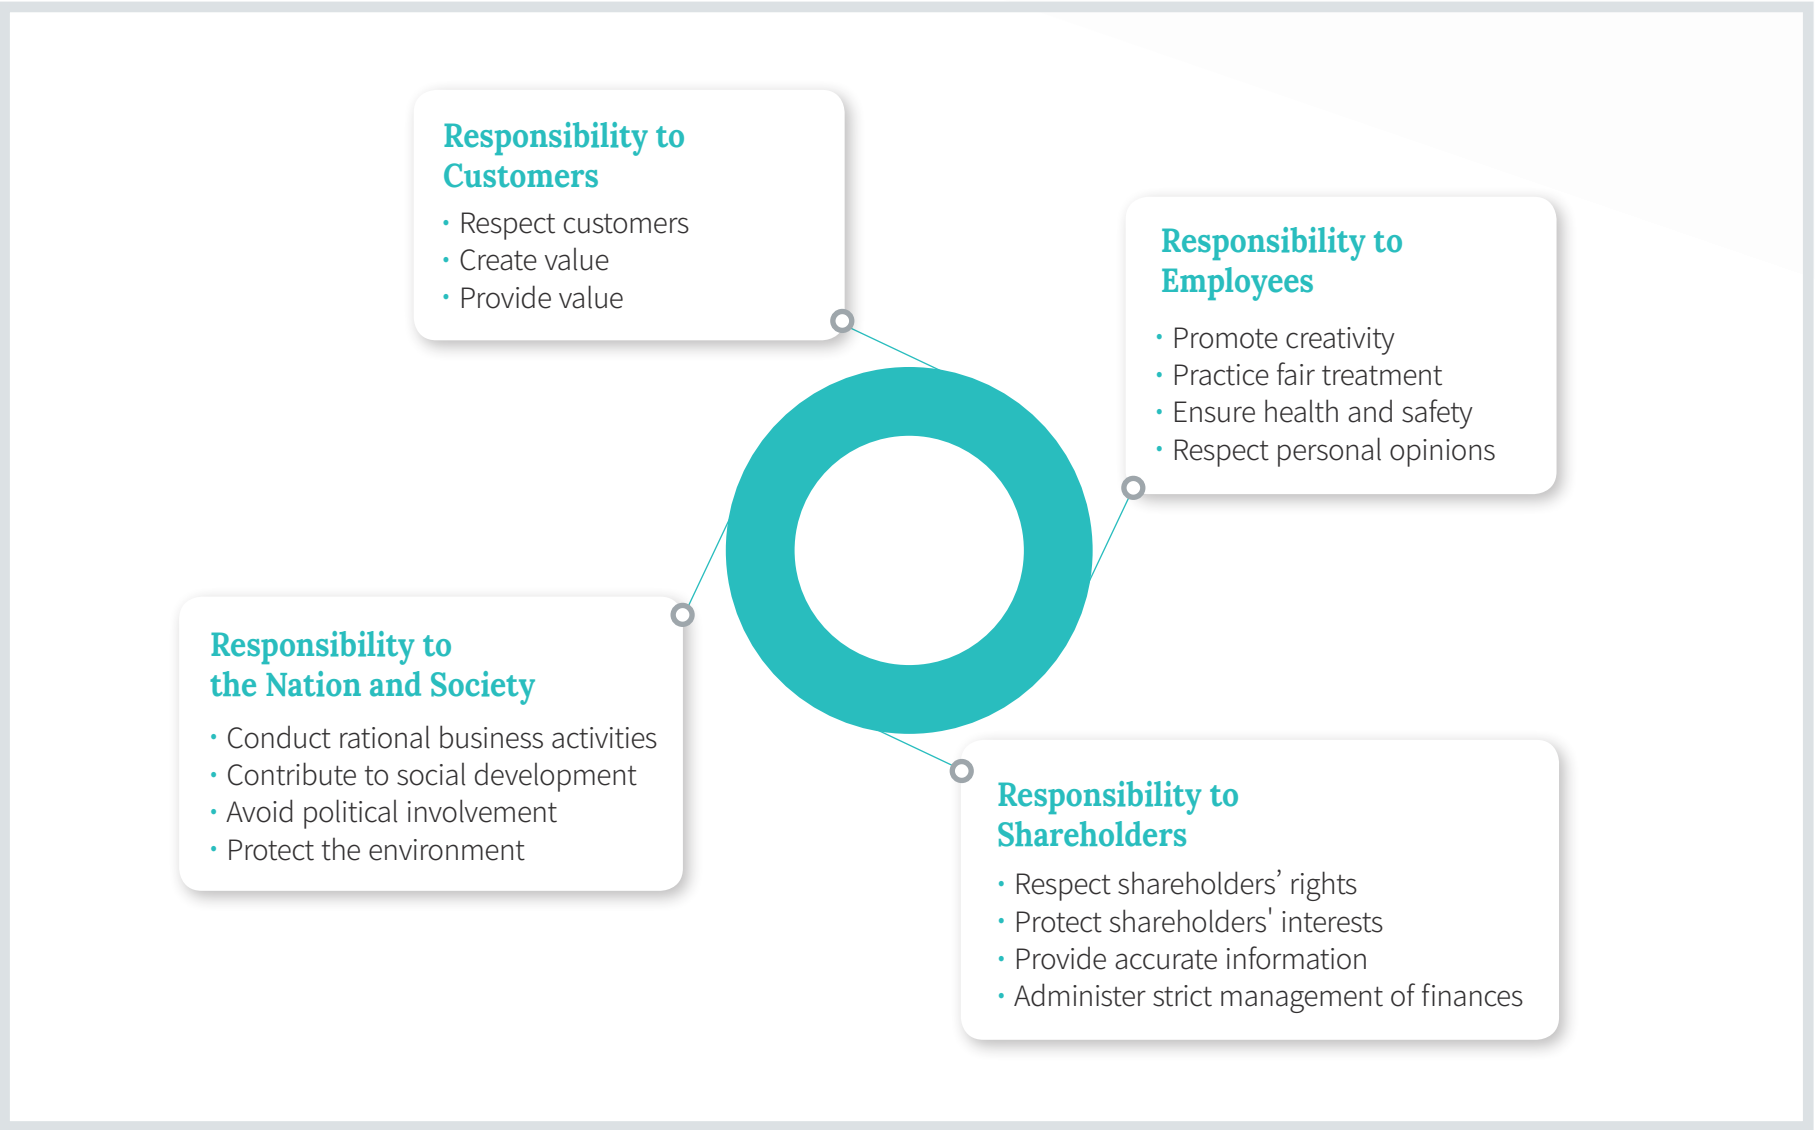 Responsibility to
Customers
• Respect customers
• Create value
• Provide value
Responsibility to
Employees
• Promote creativity
• Practice fair treatment
• Ensure health and safety
• Respect personal opinions
Responsibility to
the Nation and Society
• Conduct rational business activities
• Contribute to social development
• Avoid political involvement
• Protect the environment
Responsibility to
Shareholders
• Respect shareholders’ rights
• Protect shareholders' interests
• Provide accurate information
• Administer strict management of finances